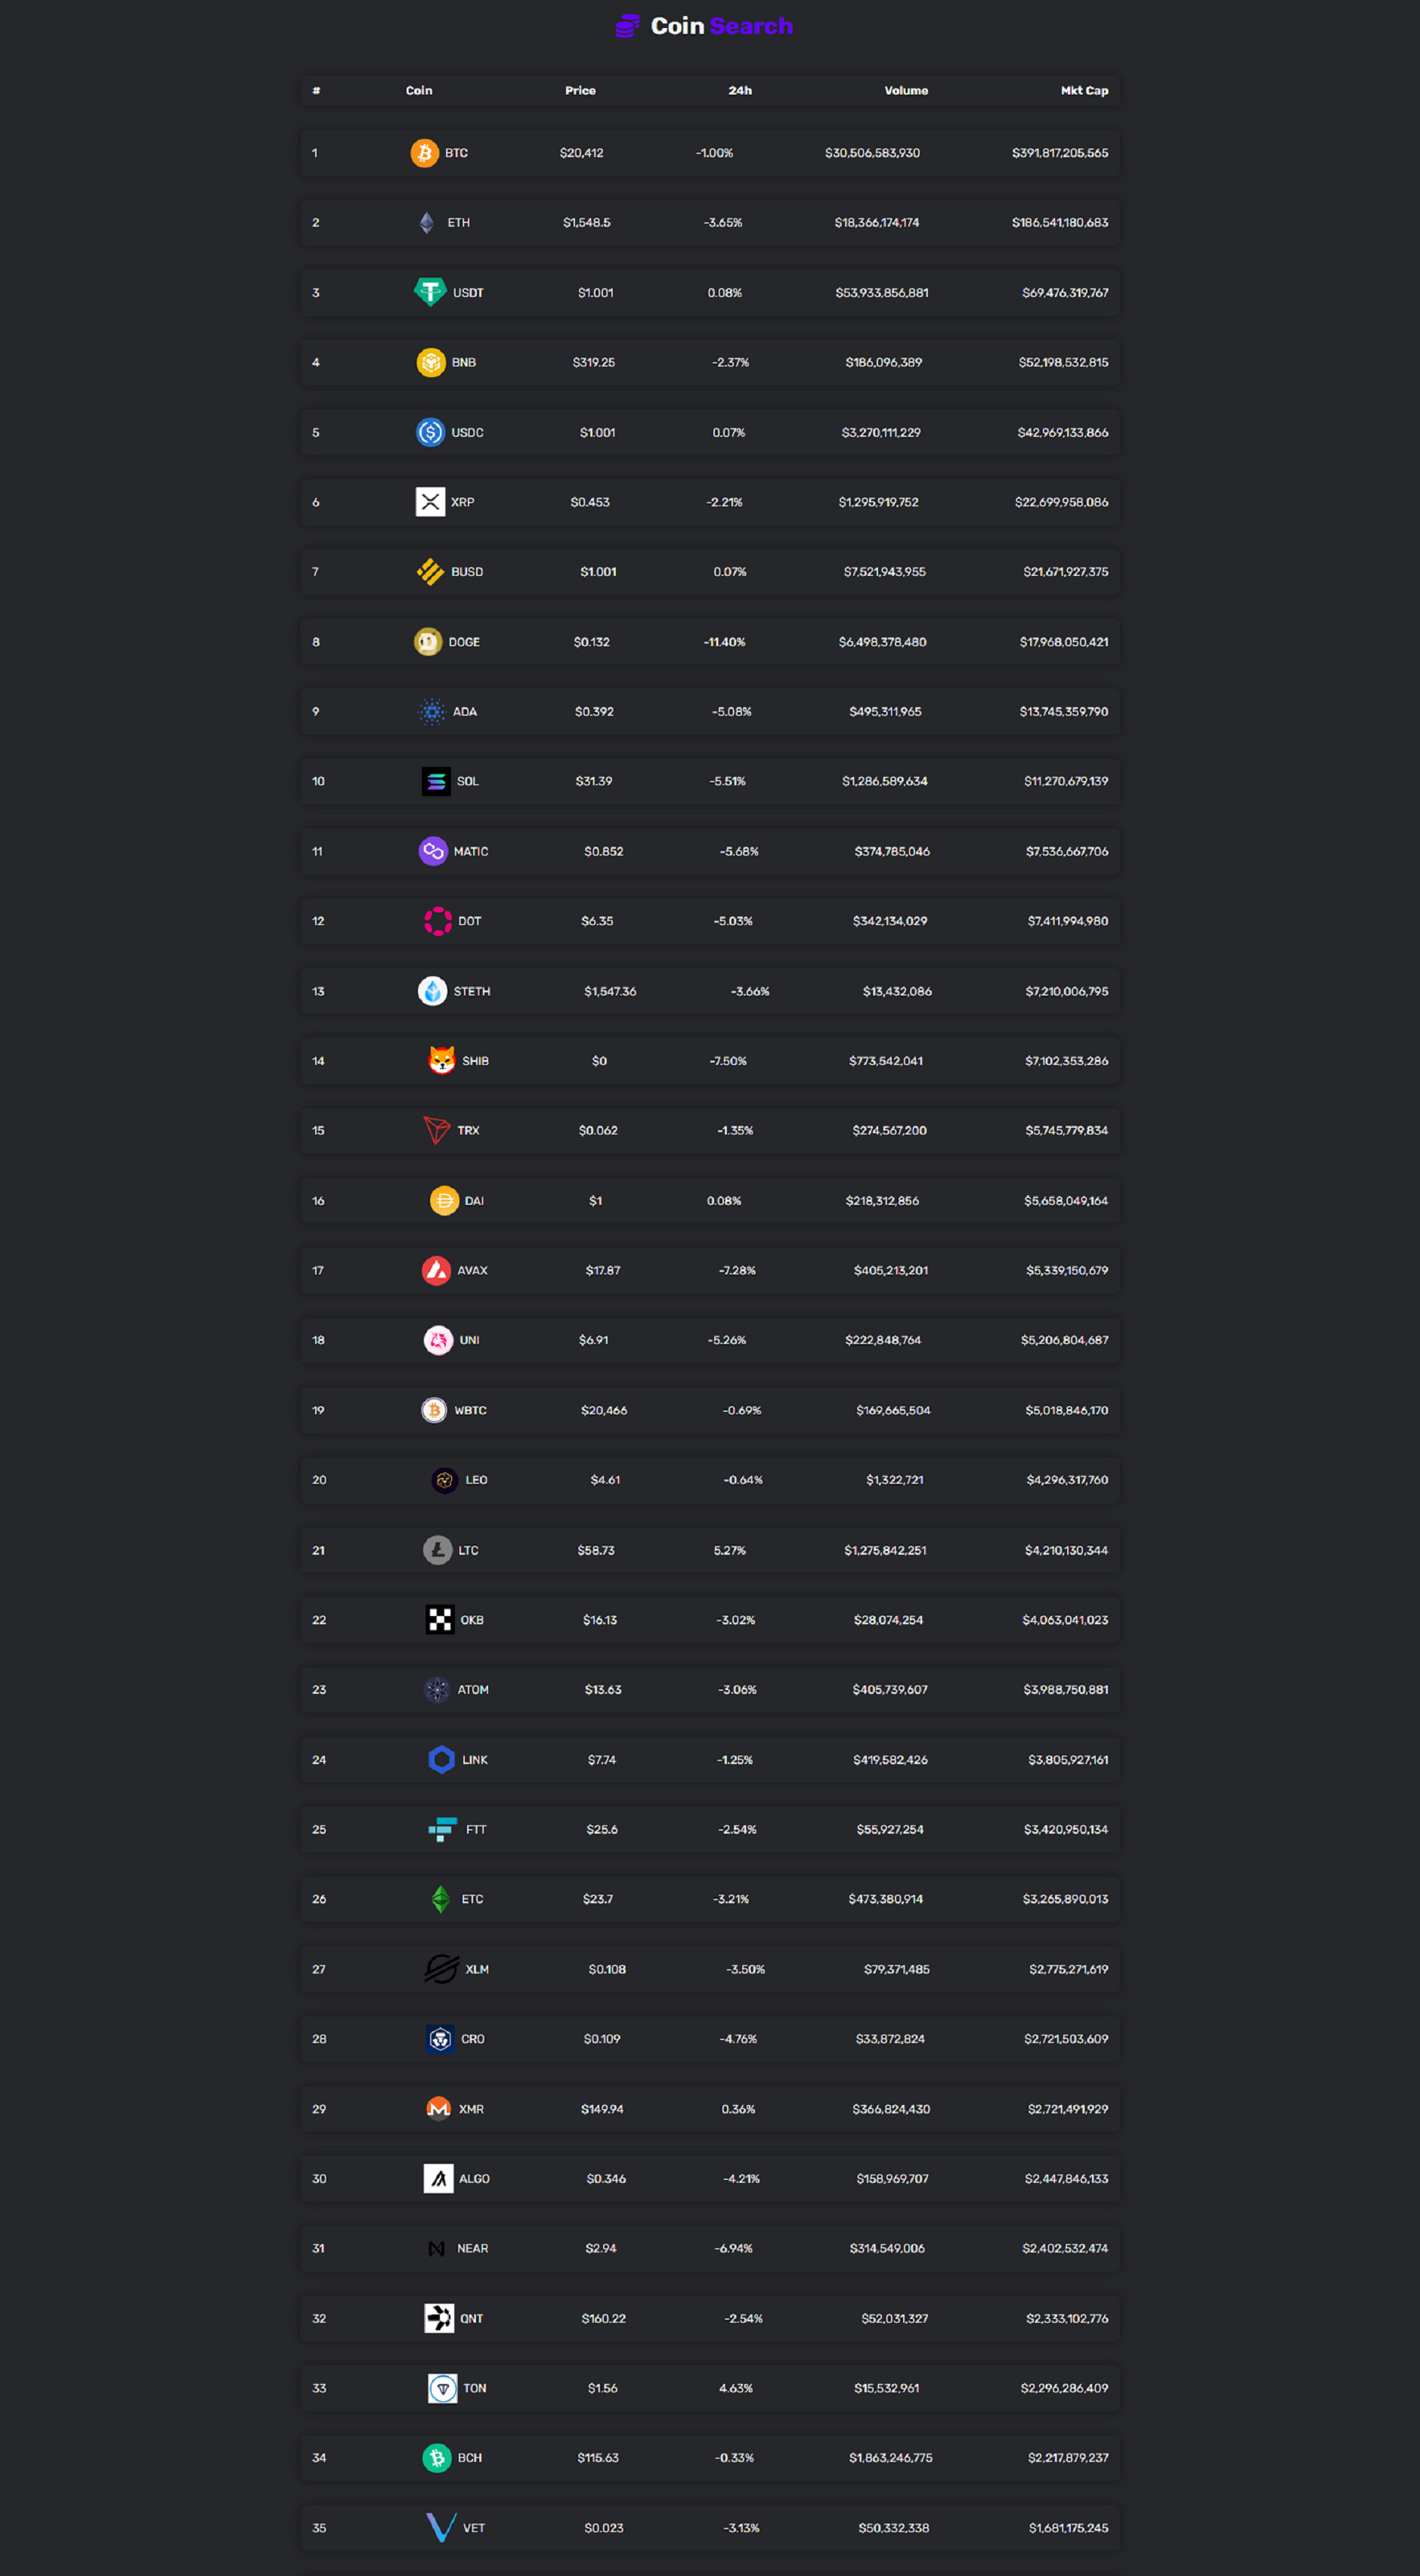 Coin Search
# Coin Price 24h Volume Mkt Cap
1 BTC $20,412 -1.00% $30,506,583,930 $391,817,205,565
2 ETH $1,548.5 -3.65% $18,366,174,174 $186,541,180,683
3 USDT $1.001 0.08% $53,933,856,881 $69,476,319,767
4 BNB $319.25 -2.37% $186,096,389 $52,198,532,815
5 USDC $1.001 0.07% $3,270,111,229 $42,969,133,866
6 XRP $0.453 -2.21% $1,295,919,752 $22,699,958,086
7 BUSD $1.001 0.07% $7,521,943,955 $21,671,927,375
8 DOGE $0.132 -11.40% $6,498,378,480 $17,968,050,421
9 ADA $0.392 -5.08% $495,311,965 $13,745,359,790
10 SOL $31.39 -5.51% $1,286,589,634 $11,270,679,139
11 MATIC $0.852 -5.68% $374,785,046 $7,536,667,706
12 DOT $6.35 -5.03% $342,134,029 $7,411,994,980
13 STETH $1,547.36 -3.66% $13,432,086 $7,210,006,795
14 SHIB $0 -7.50% $773,542,041 $7,102,353,286
15 TRX $0.062 -1.35% $274,567,200 $5,745,779,834
16 DAI $1 0.08% $218,312,856 $5,658,049,164
17 AVAX $17.87 -7.28% $405,213,201 $5,339,150,679
18 UNI $6.91 -5.26% $222,848,764 $5,206,804,687
19 WBTC $20,466 -0.69% $169,665,504 $5,018,846,170
20 LEO $4.61 -0.64% $1,322,721 $4,296,317,760
21 LTC $58.73 5.27% $1,275,842,251 $4,210,130,344
22 OKB $16.13 -3.02% $28,074,254 $4,063,041,023
23 ATOM $13.63 -3.06% $405,739,607 $3,988,750,881
24 LINK $7.74 -1.25% $419,582,426 $3,805,927,161
25 FTT $25.6 -2.54% $55,927,254 $3,420,950,134
26 ETC $23.7 -3.21% $473,380,914 $3,265,890,013
27 XLM $0.108 -3.50% $79,371,485 $2,775,271,619
28 CRO $0.109 -4.76% $33,872,824 $2,721,503,609
29 XMR $149.94 0.36% $366,824,430 $2,721,491,929
30 ALGO $0.346 -4.21% $158,969,707 $2,447,846,133
31 NEAR $2.94 -6.94% $314,549,006 $2,402,532,474
32 QNT $160.22 -2.54% $52,031,327 $2,333,102,776
33 TON $1.56 4.63% $15,532,961 $2,296,286,409
34 BCH $115.63 -0.33% $1,863,246,775 $2,217,879,237
35 VET $0.023 -3.13% $50,332,338 $1,681,175,245